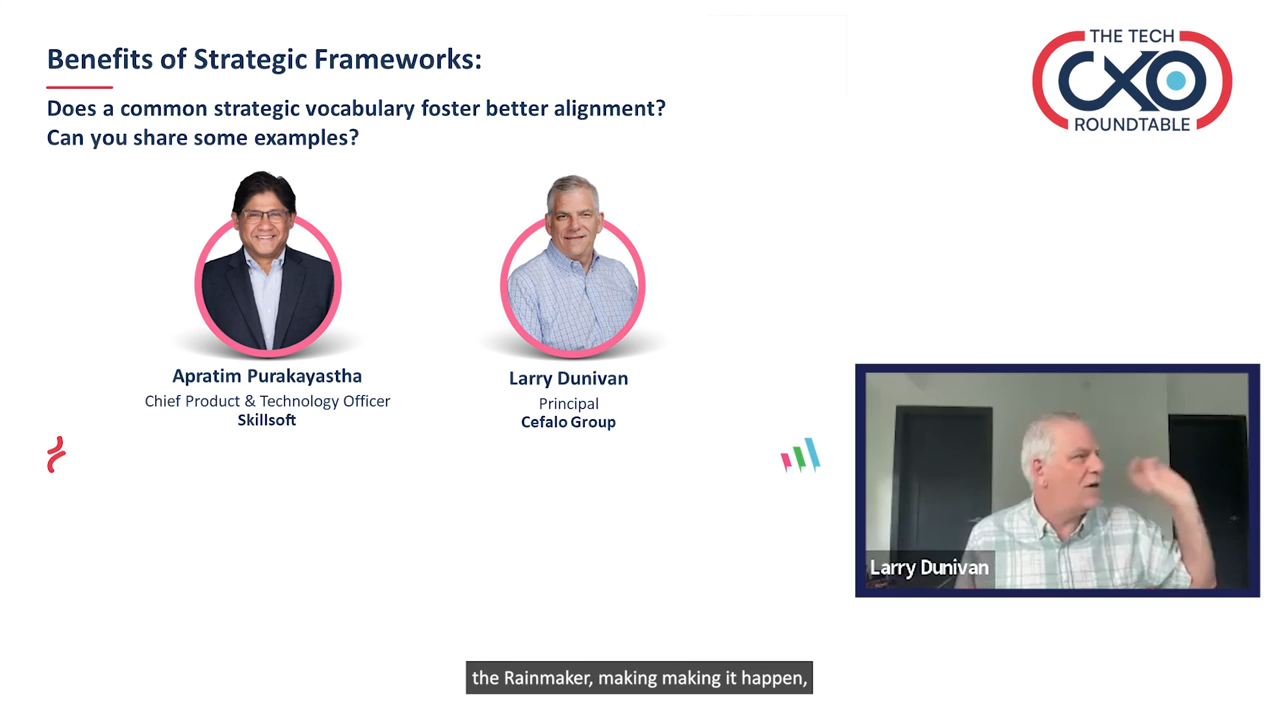 Benefits of Strategic Frameworks:
Does a common strategic vocabulary foster better alignment?
Can you share some examples?
THE TECH
CXO
ROUNDTABLE
Apratim Purakayastha
Chief Product & Technology Officer
Skillsoft
Larry Dunivan
Principal
Cefalo Group
Larry Dunivan
the Rainmaker, making making it happen,